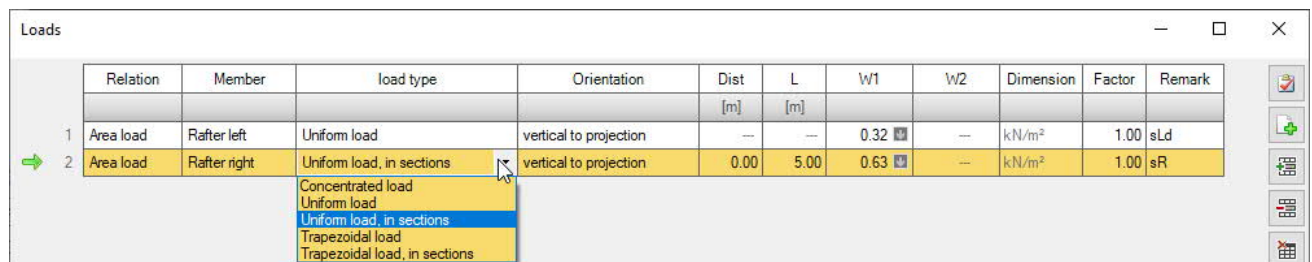 Loads
Relation Member load type Orientation Dist L W1 W2 Dimension Factor Remark
[m] [m]
1 Area load Rafter left Uniform load vertical to projection --- --- 0.32 --- kN/m² 1.00 sLd
2 Area load Rafter right Uniform load, in sections vertical to projection 0.00 5.00 0.63 --- kN/m² 1.00 sR
Concentrated load
Uniform load
Uniform load, in sections
Trapezoidal load
Trapezoidal load, in sections